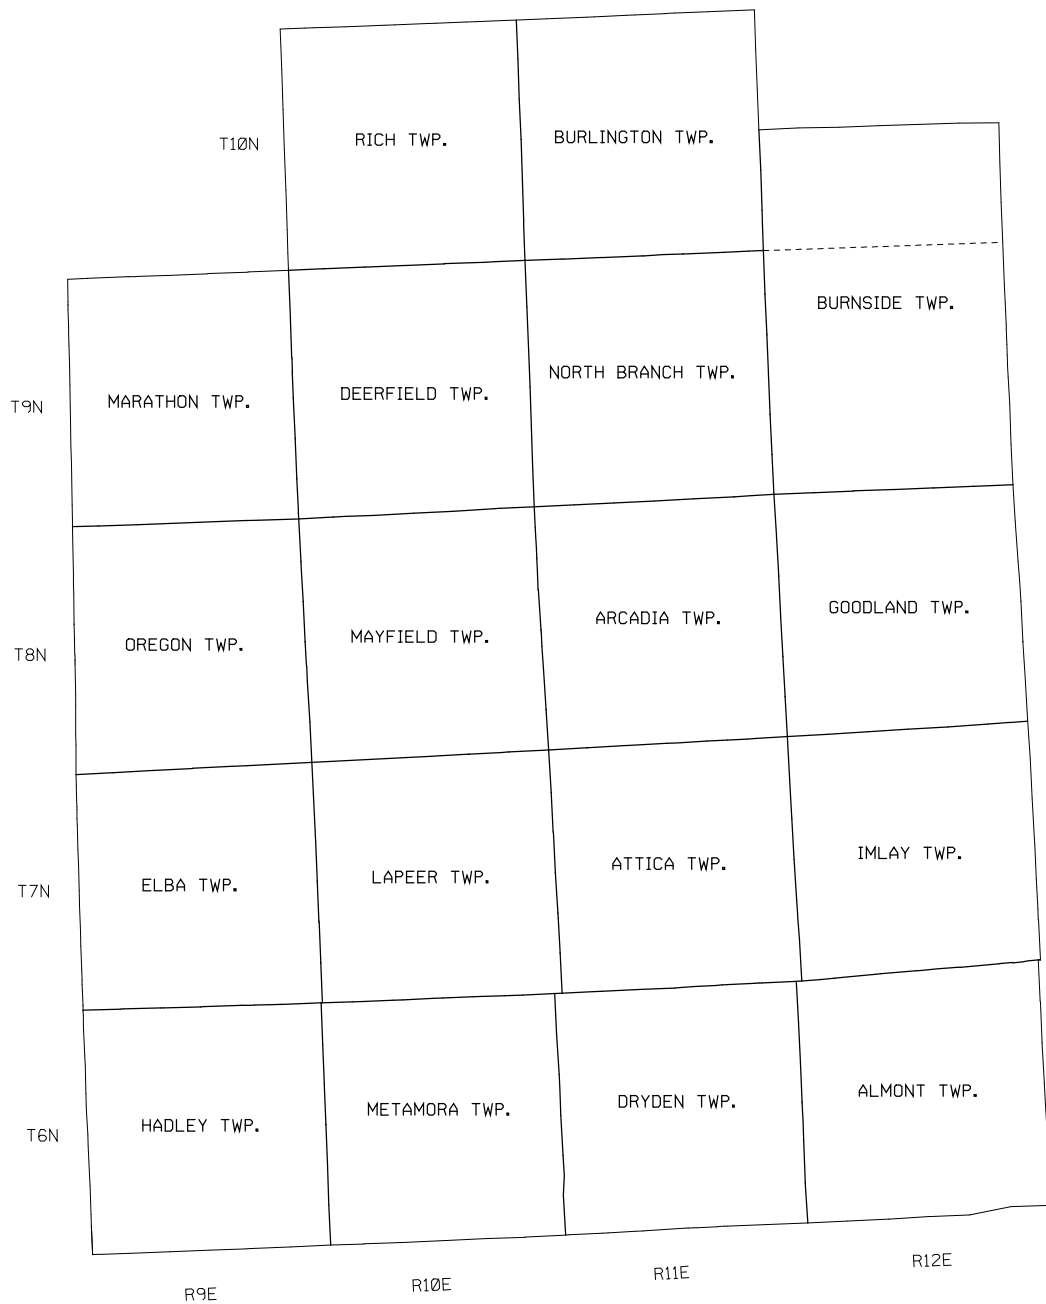 T10N
RICH TWP.
BURLINGTON TWP.
BURNSIDE TWP.
T9N
MARATHON TWP.
DEERFIELD TWP.
NORTH BRANCH TWP.
T8N
OREGON TWP.
MAYFIELD TWP.
ARCADIA TWP.
GOODLAND TWP.
T7N
ELBA TWP.
LAPEER TWP.
ATTICA TWP.
IMLAY TWP.
T6N
HADLEY TWP.
METAMORA TWP.
DRYDEN TWP.
ALMONT TWP.
R9E
R10E
R11E
R12E